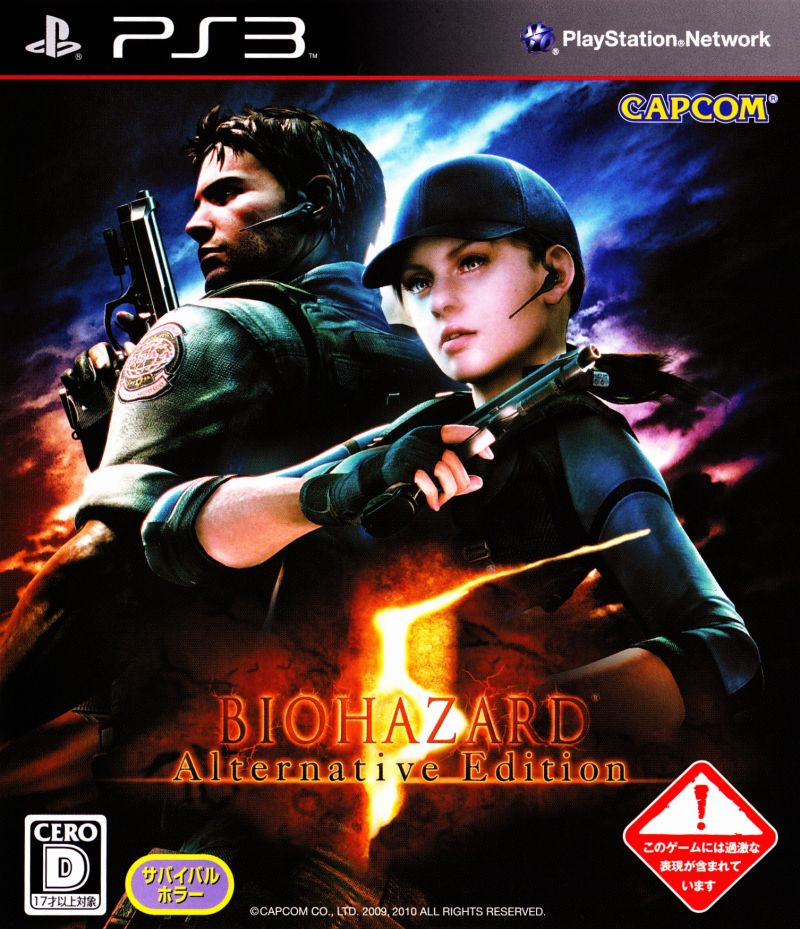 PS3™
PlayStation®Network
CAPCOM®
5
BIOHAZARD®
Alternative Edition
CERO
D
17才以上対象
サバイバル
ホラー
!
このゲームには過激な
表現が含まれて
います
©CAPCOM CO., LTD. 2009, 2010 ALL RIGHTS RESERVED.